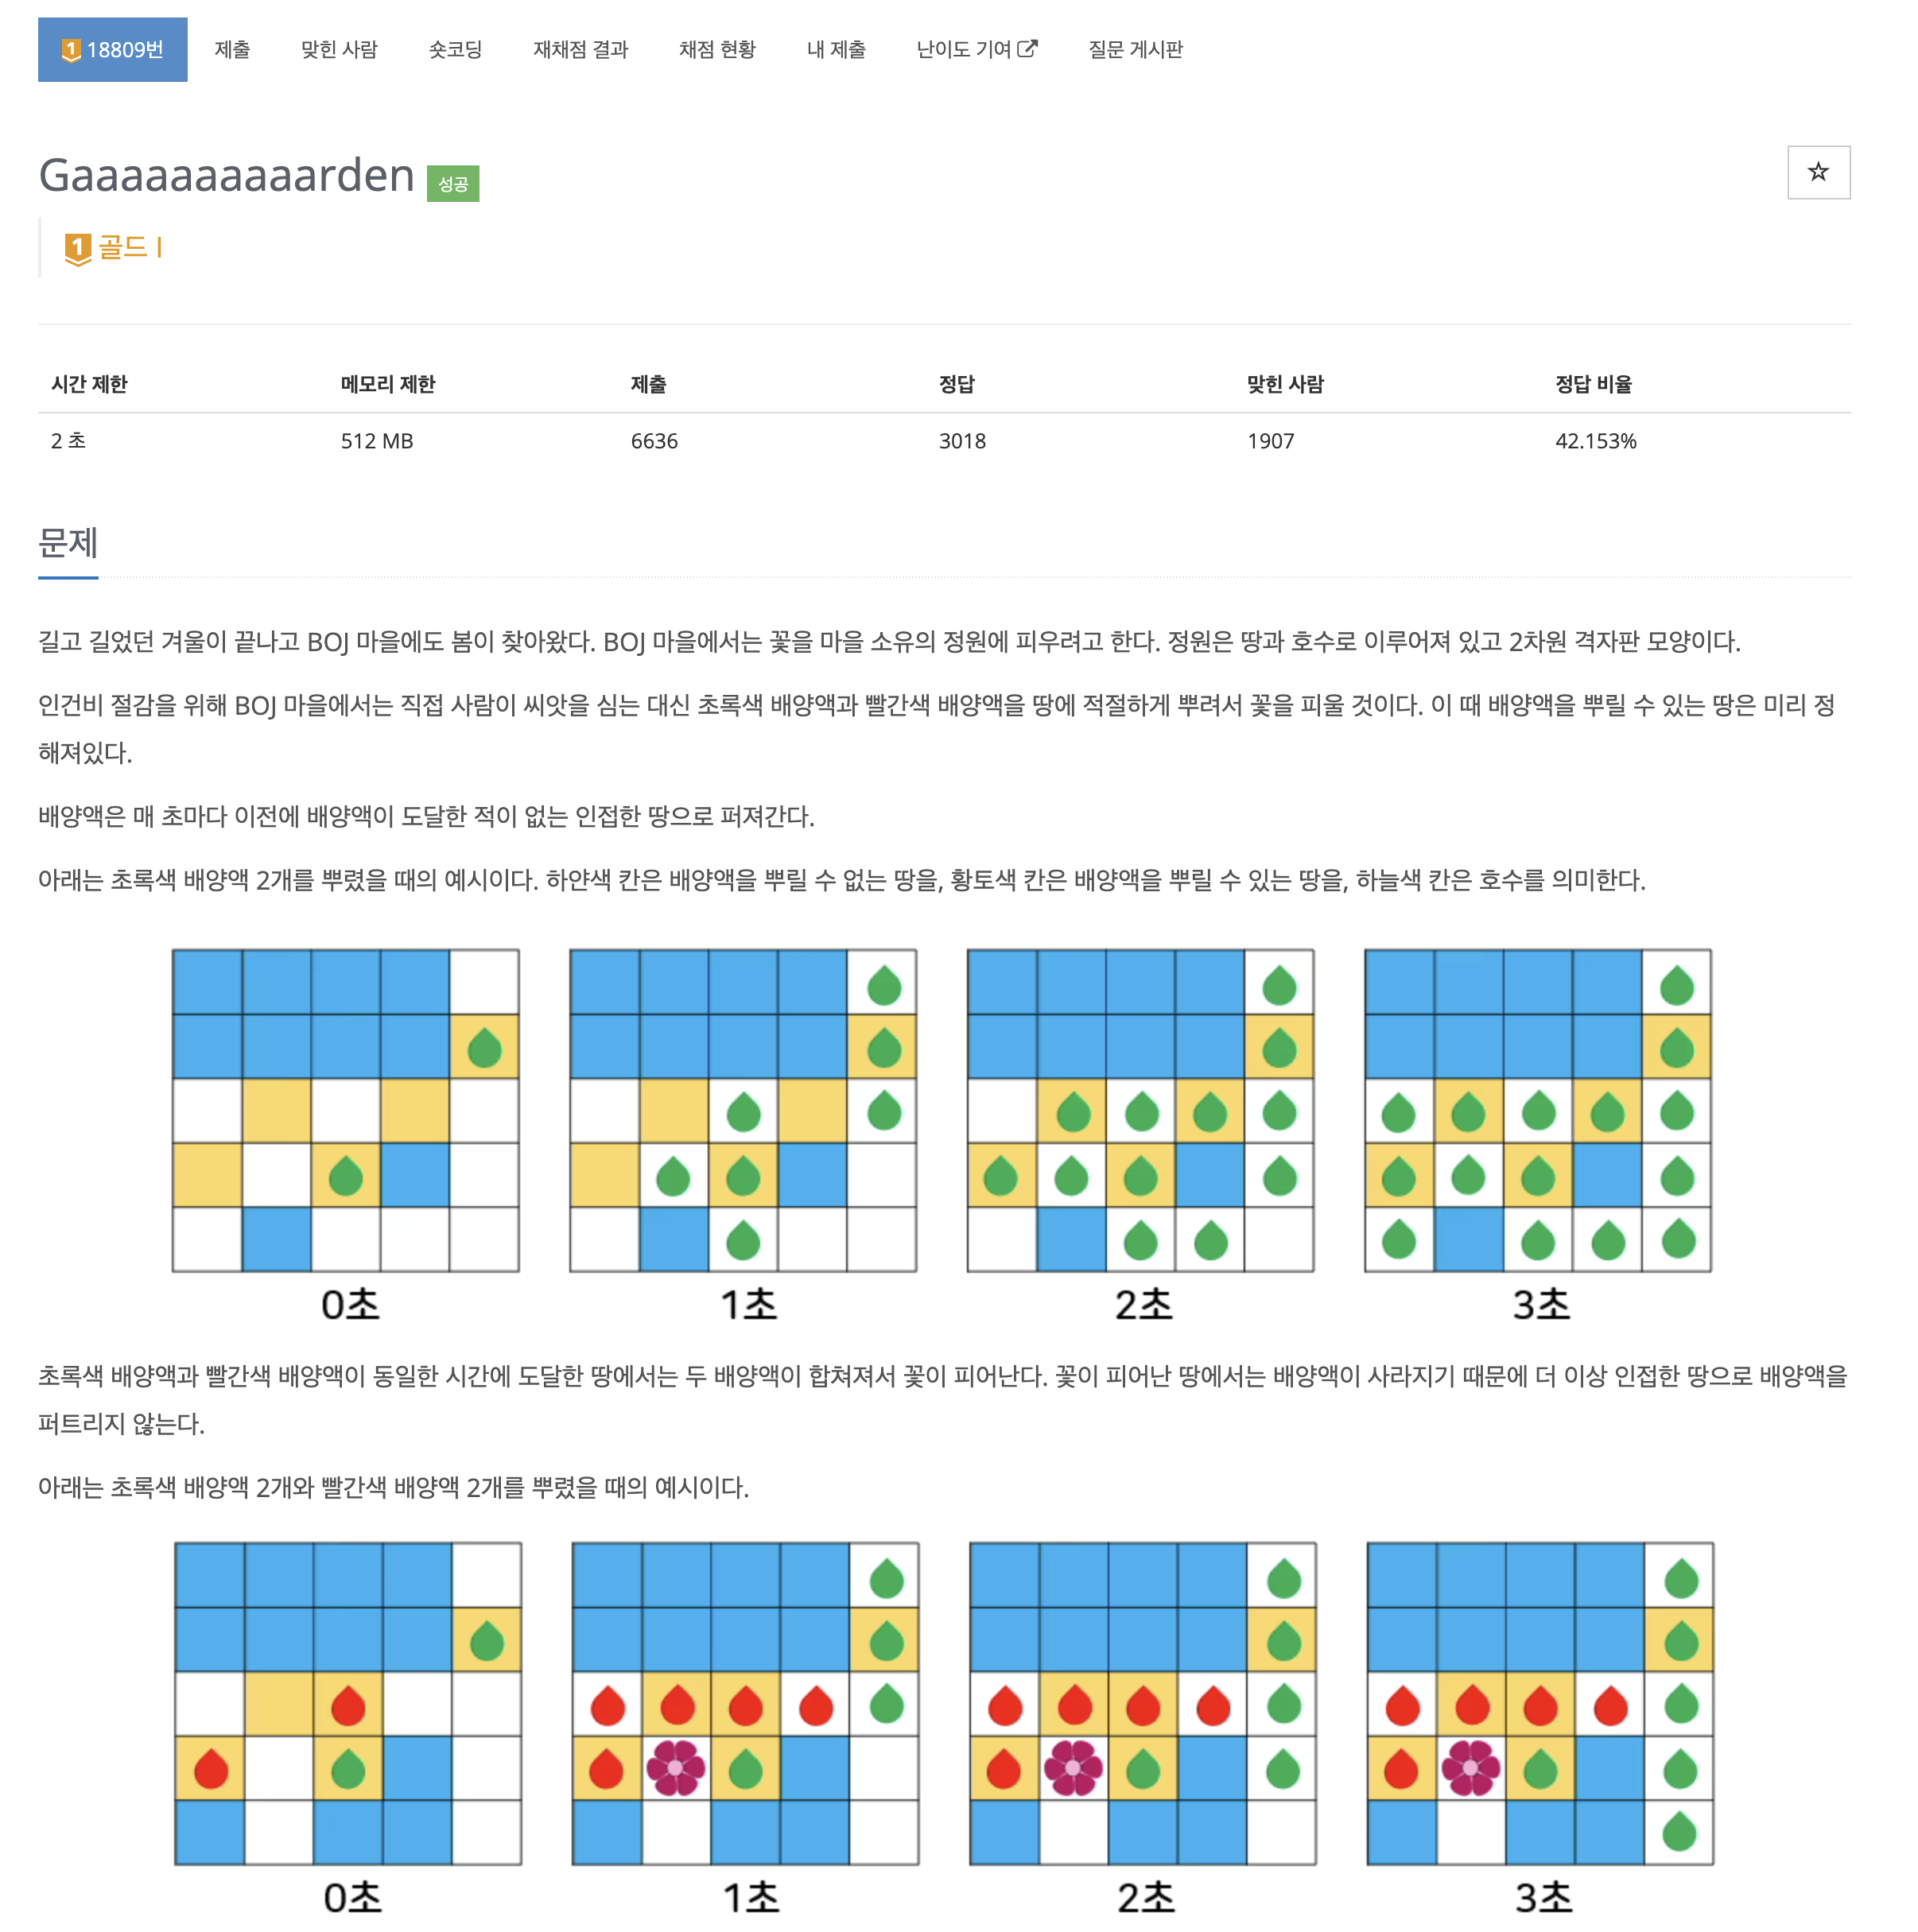 1 18809번 제출 맞힌 사람 숏코딩 재채점 결과 채점 현황 내 제출 난이도 기여 질문 게시판
Gaaaaaaaaaarden 성공
1 골드 I
시간 제한 메모리 제한 제출 정답 맞힌 사람 정답 비율
2 초 512 MB 6636 3018 1907 42.153%
문제
길고 길었던 겨울이 끝나고 BOJ 마을에도 봄이 찾아왔다. BOJ 마을에서는 꽃을 마을 소유의 정원에 피우려고 한다. 정원은 땅과 호수로 이루어져 있고 2차원 격자판 모양이다.
인건비 절감을 위해 BOJ 마을에서는 직접 사람이 씨앗을 심는 대신 초록색 배양액과 빨간색 배양액을 땅에 적절하게 뿌려서 꽃을 피울 것이다. 이 때 배양액을 뿌릴 수 있는 땅은 미리 정
해져있다.
배양액은 매 초마다 이전에 배양액이 도달한 적이 없는 인접한 땅으로 퍼져간다.
아래는 초록색 배양액 2개를 뿌렸을 때의 예시이다. 하얀색 칸은 배양액을 뿌릴 수 없는 땅을, 황토색 칸은 배양액을 뿌릴 수 있는 땅을, 하늘색 칸은 호수를 의미한다.
0초 1초 2초 3초
초록색 배양액과 빨간색 배양액이 동일한 시간에 도달한 땅에서는 두 배양액이 합쳐져서 꽃이 피어난다. 꽃이 피어난 땅에서는 배양액이 사라지기 때문에 더 이상 인접한 땅으로 배양액을
퍼트리지 않는다.
아래는 초록색 배양액 2개와 빨간색 배양액 2개를 뿌렸을 때의 예시이다.
0초 1초 2초 3초